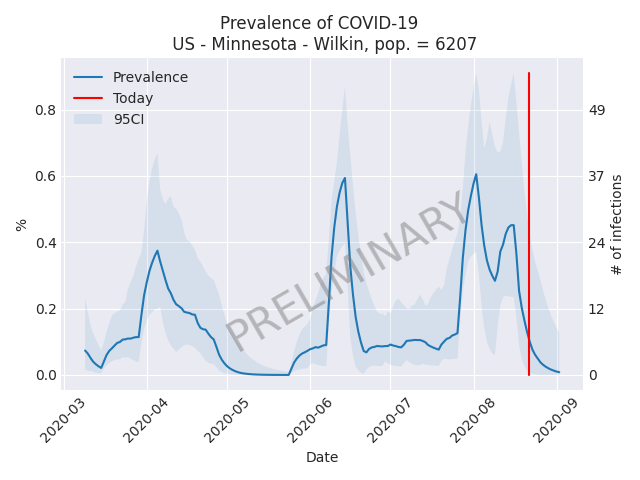 Prevalence of COVID-19
US - Minnesota - Wilkin, pop. = 6207
Prevalence
Today
95CI
PRELIMINARY
%
0.8
0.6
0.4
0.2
0.0
49
37
24
12
0
# of infections
2020-03
2020-04
2020-05
2020-06
2020-07
2020-08
2020-09
Date